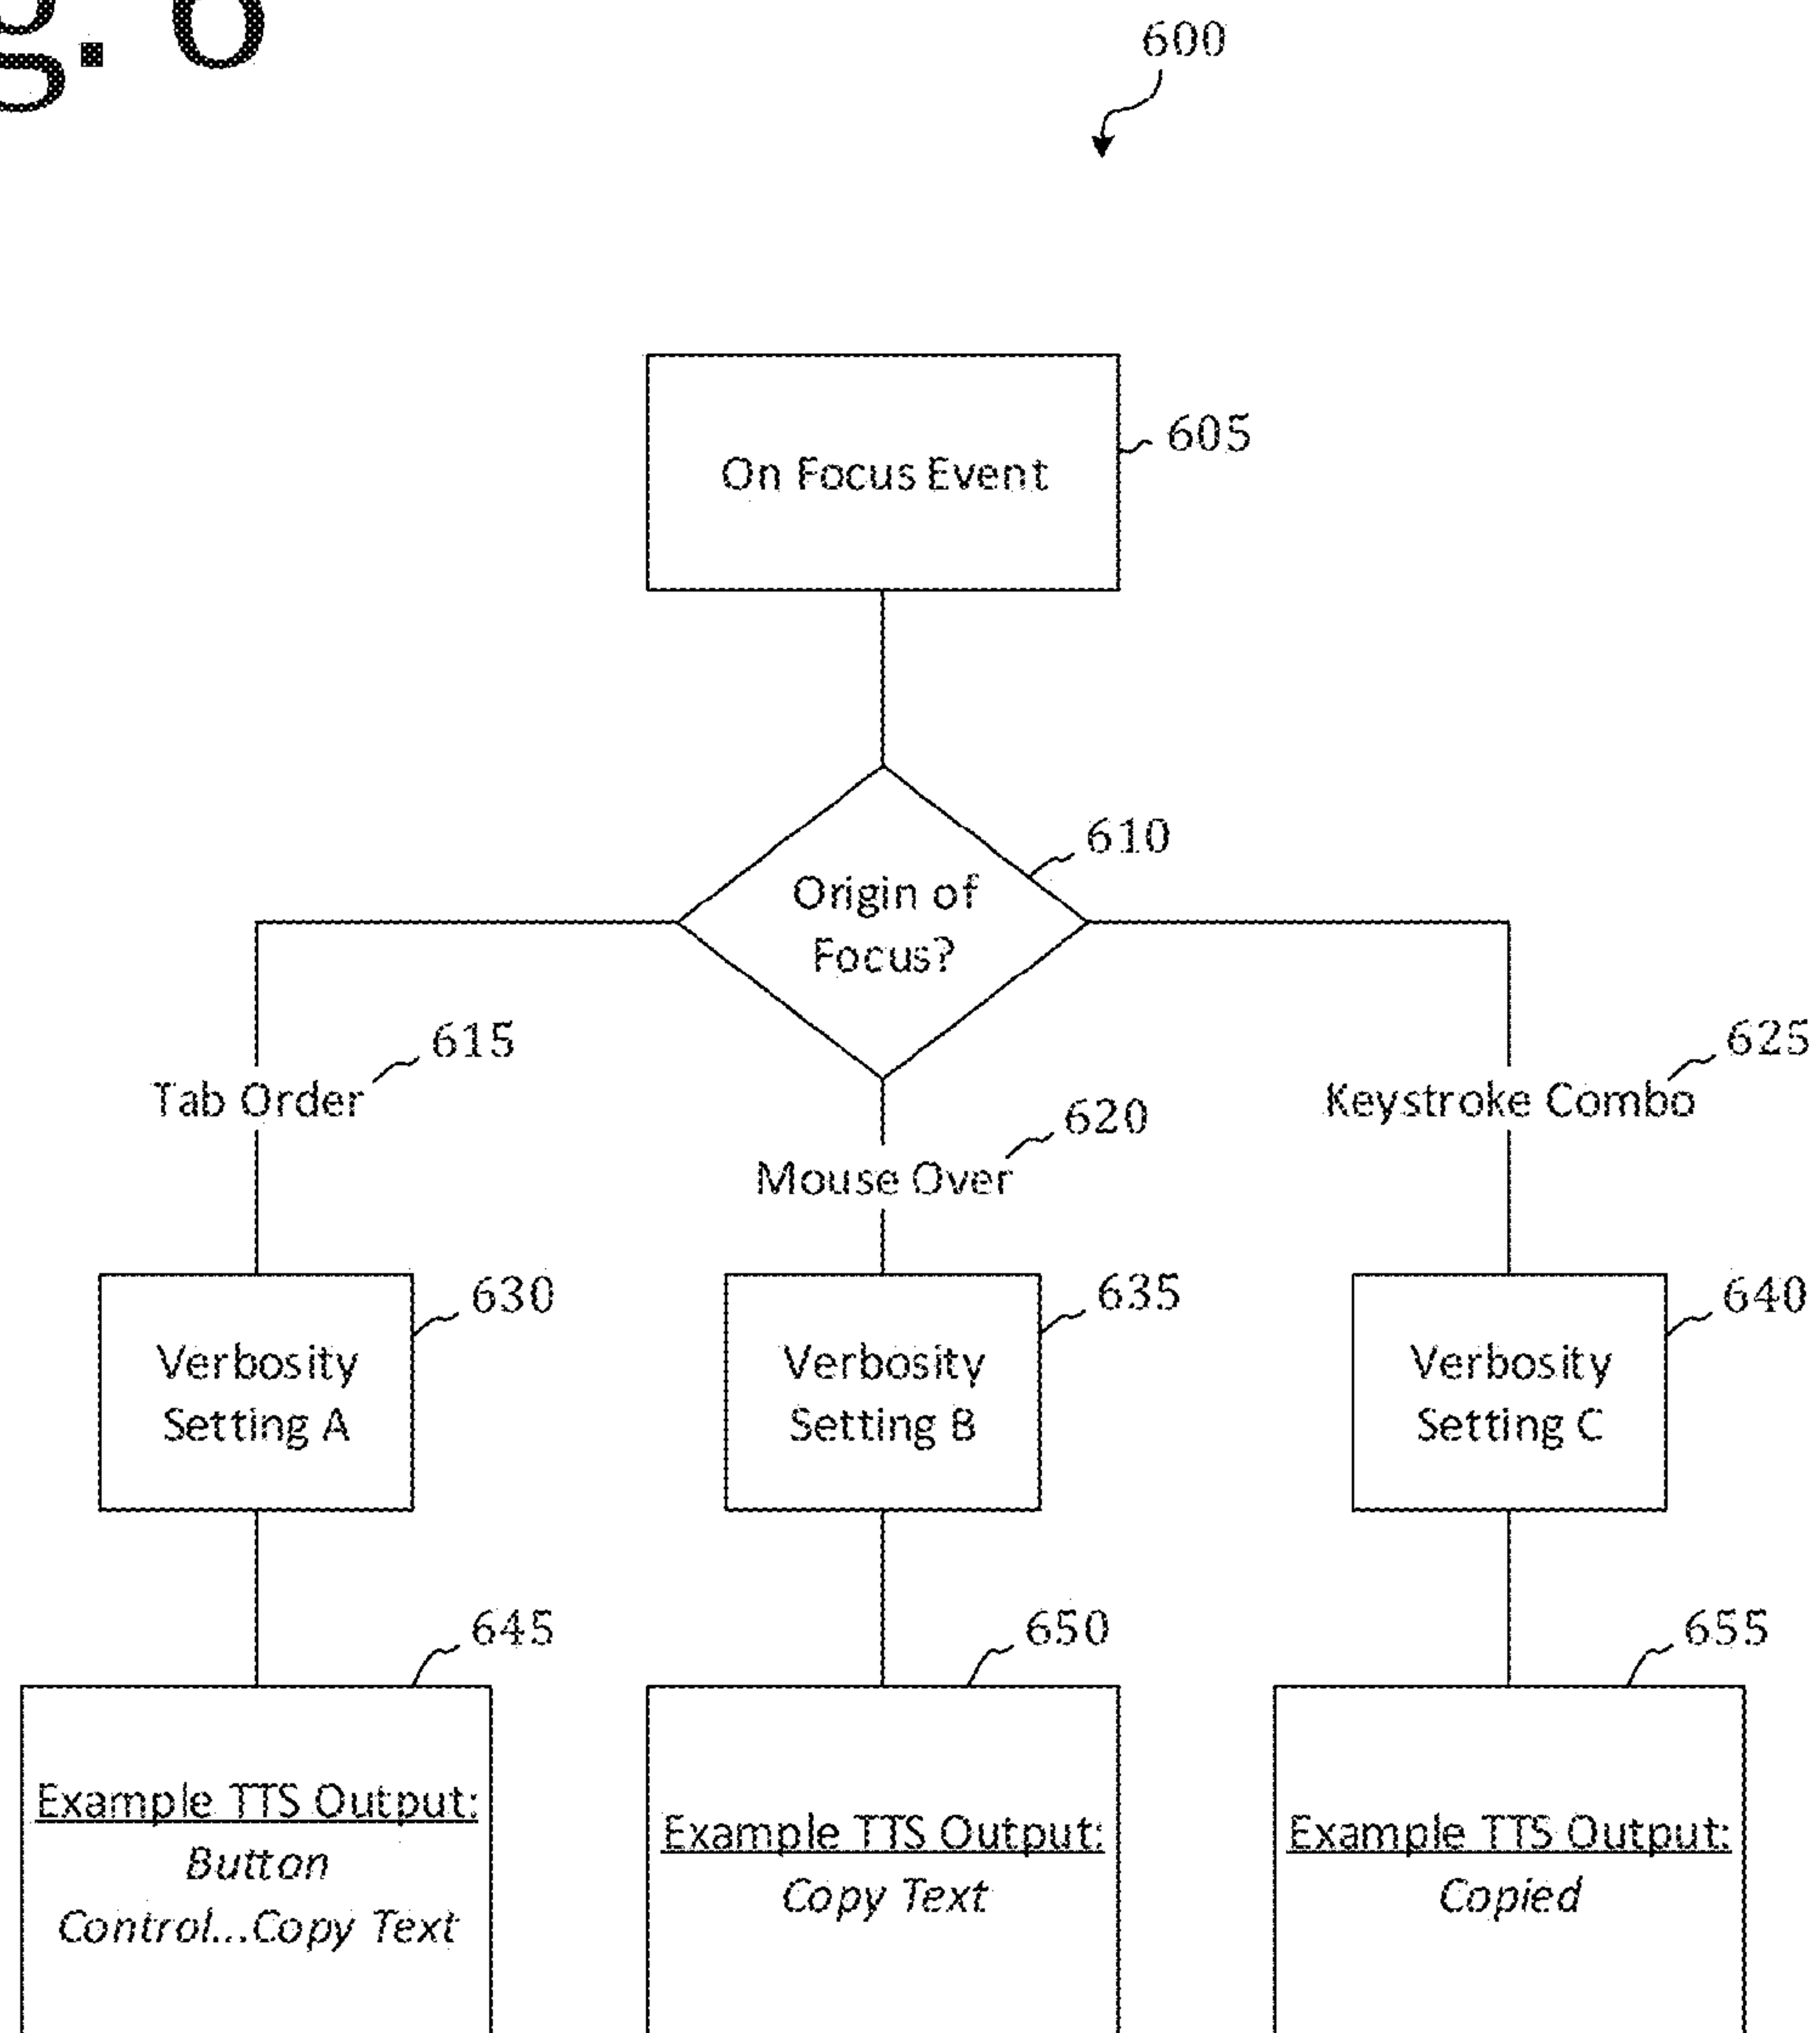 g. 6
600
On Focus Event
605
610
Origin of
Focus?
615
Tab Order
620
Mouse Over
625
Keystroke Combo
630
Verbosity
Setting A
635
Verbosity
Setting B
640
Verbosity
Setting C
645
Example TTS Output:
Button
Control...Copy Text
650
Example TTS Output:
Copy Text
655
Example TTS Output:
Copied